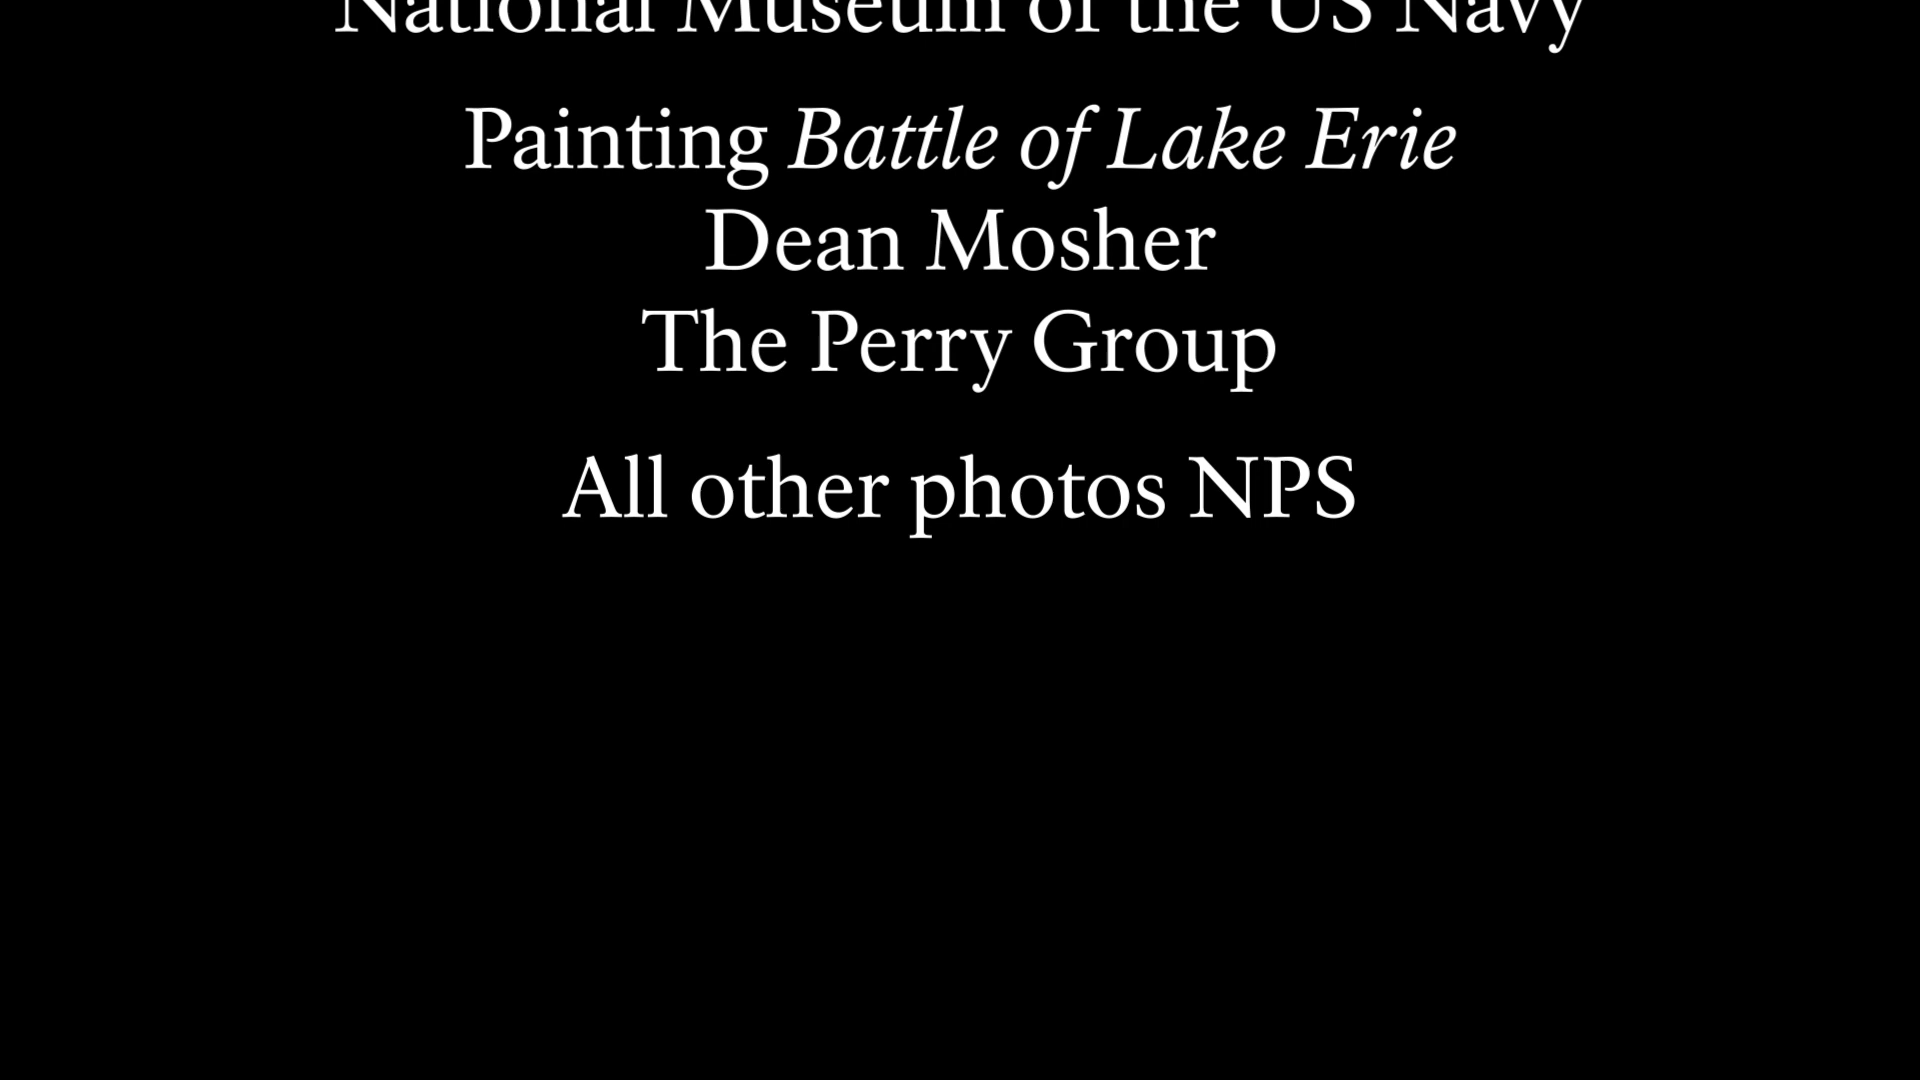 National Museum of the US Navy
Painting Battle of Lake Erie
Dean Mosher
The Perry Group
All other photos NPS